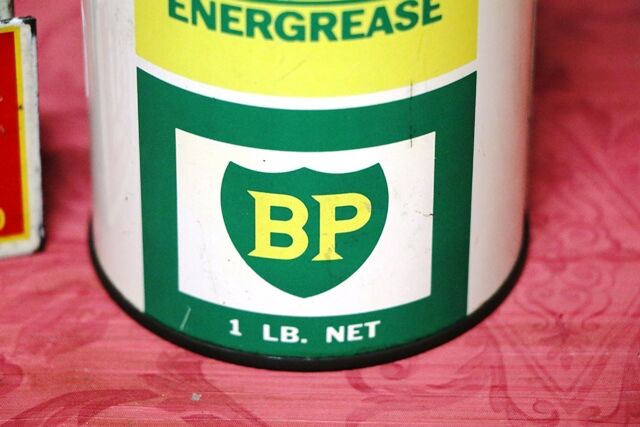 ENERGREASE
BP
1 LB. NET